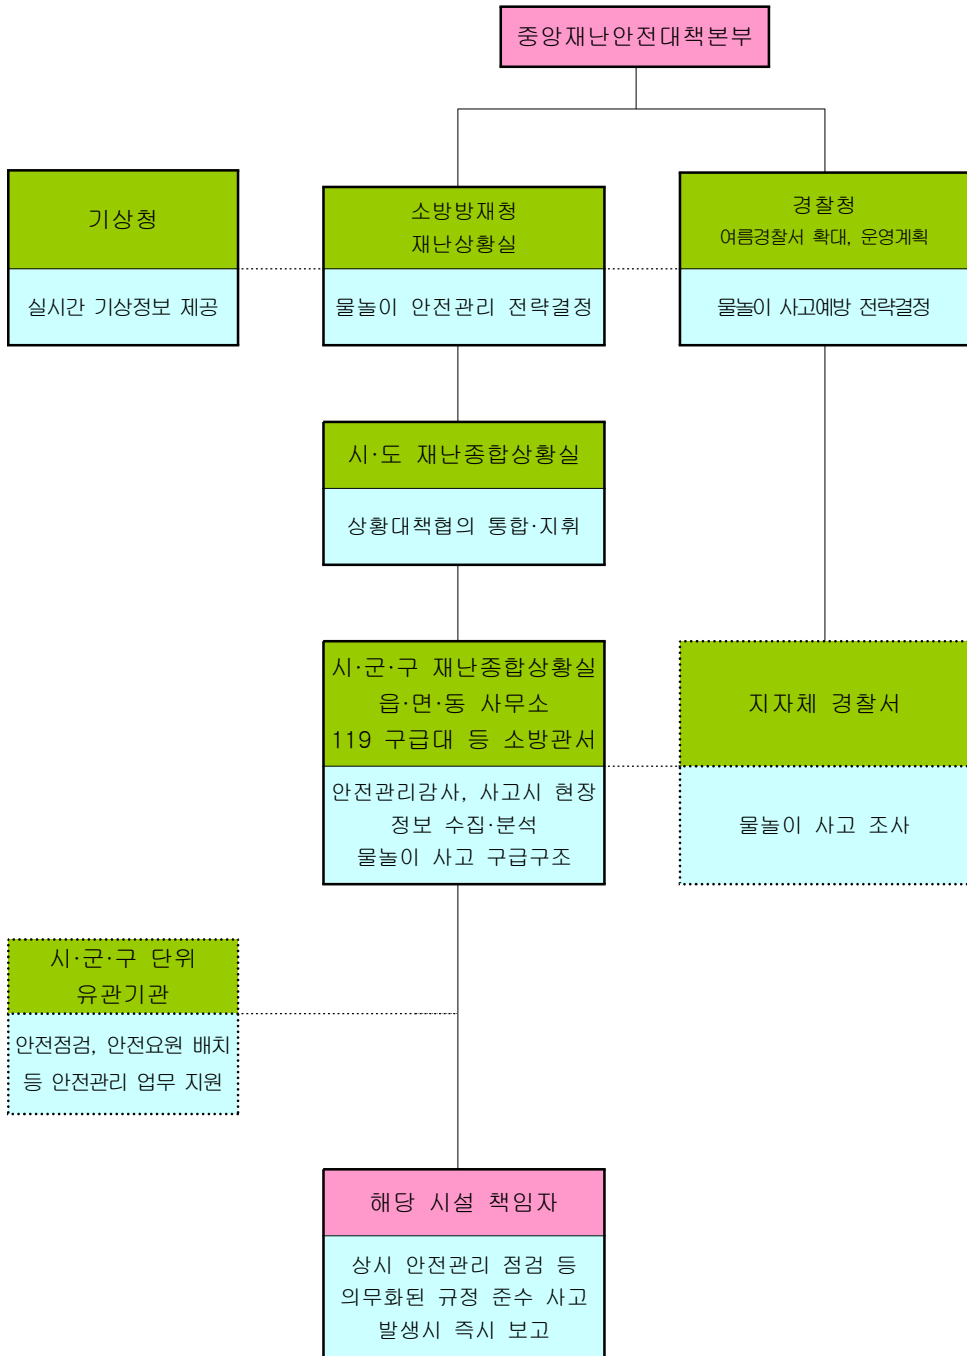 중앙재난안전대책본부
기상청
실시간 기상정보 제공
소방방재청
재난상황실
물놀이 안전관리 전략결정
경찰청
여름경찰서 확대, 운영계획
물놀이 사고예방 전략결정
시·도 재난종합상황실
상황대책협의 통합·지휘
시·군·구 재난종합상황실
읍·면·동 사무소
119 구급대 등 소방관서
안전관리감사, 사고시 현장
정보 수집·분석
물놀이 사고 구급구조
지자체 경찰서
물놀이 사고 조사
시·군·구 단위
유관기관
안전점검, 안전요원 배치
등 안전관리 업무 지원
해당 시설 책임자
상시 안전관리 점검 등
의무화된 규정 준수 사고
발생시 즉시 보고